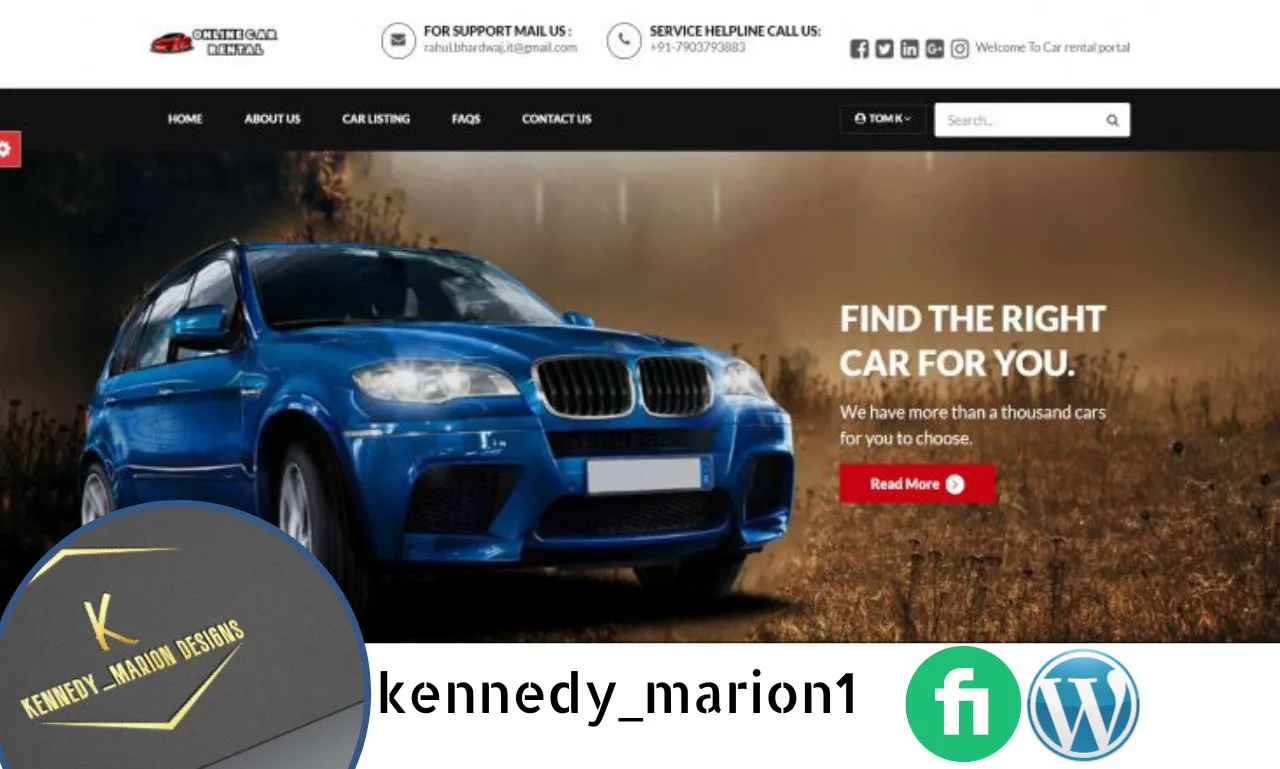 ONLINE CAR
RENTAL
FOR SUPPORT MAIL US :
rahul.bhardwaj.it@gmail.com
SERVICE HELPLINE CALL US:
+91-7903793883
Welcome To Car rental portal
HOME
ABOUT US
CAR LISTING
FAQS
CONTACT US
TOM K
Search...
FIND THE RIGHT
CAR FOR YOU.
We have more than a thousand cars
for you to choose.
Read More
K
KENNEDY_MARION DESIGNS
kennedy_marion1
fi
W